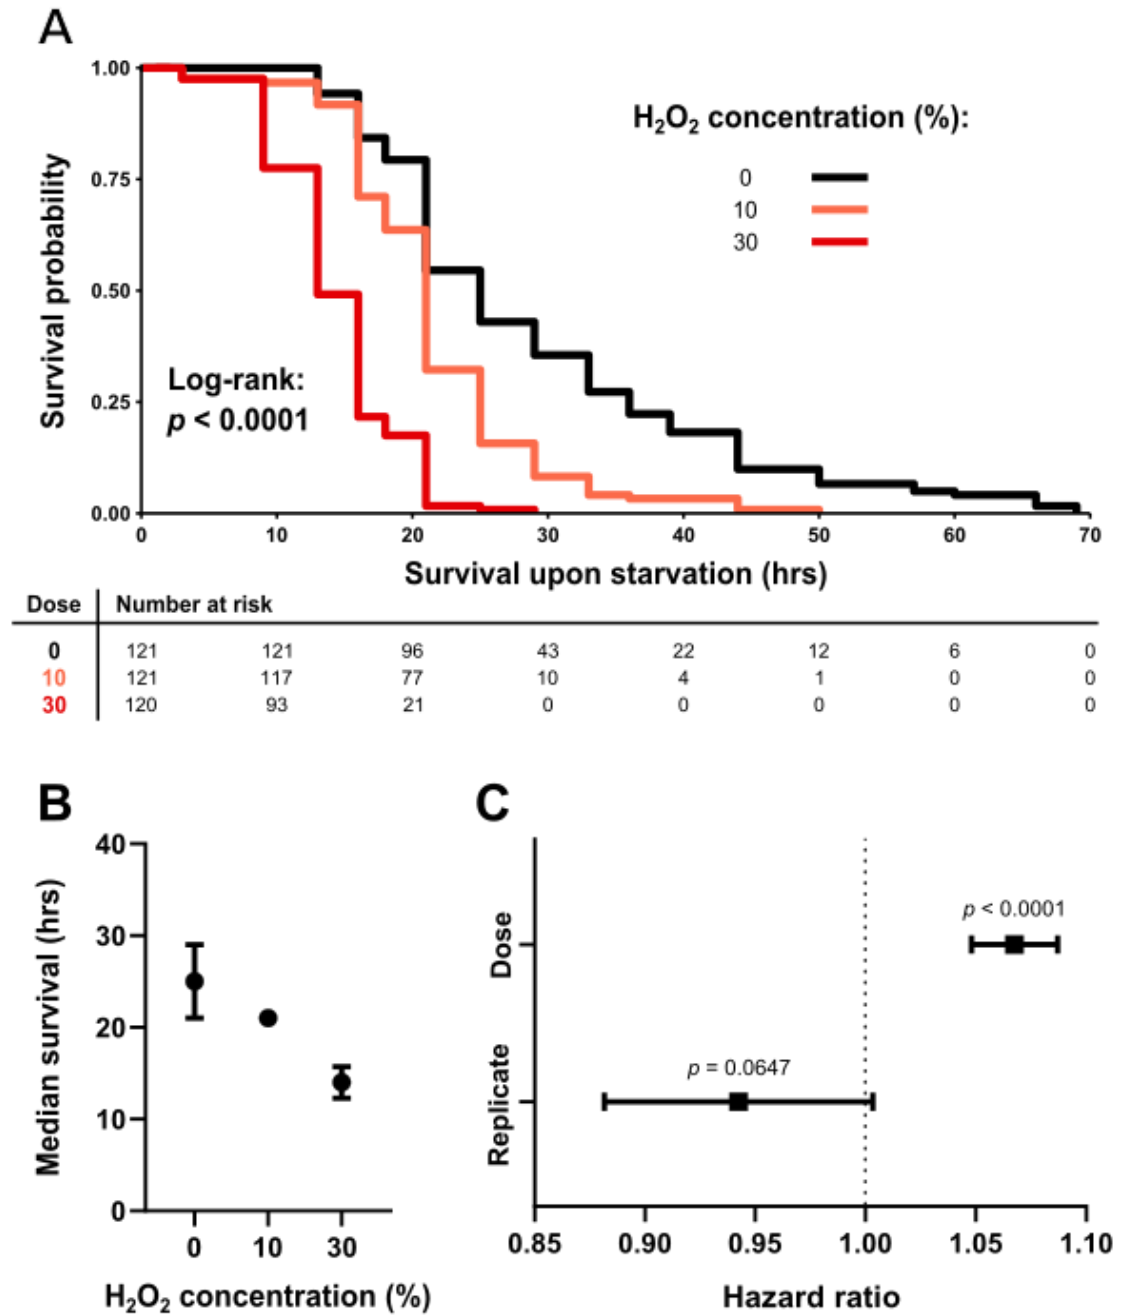 A
1.00
0.75
0.50
0.25
0.00
Survival probability
H₂O₂ concentration (%):
0
10
30
Log-rank:
p < 0.0001
0 10 20 30 40 50 60 70
Survival upon starvation (hrs)
Dose Number at risk
0 121 121 96 43 22 12 6 0
10 121 117 77 10 4 1 0 0
30 120 93 21 0 0 0 0 0
B
40
30
20
10
0
Median survival (hrs)
0 10 30
H₂O₂ concentration (%)
C
Dose
Replicate
p < 0.0001
p = 0.0647
0.85 0.90 0.95 1.00 1.05 1.10
Hazard ratio